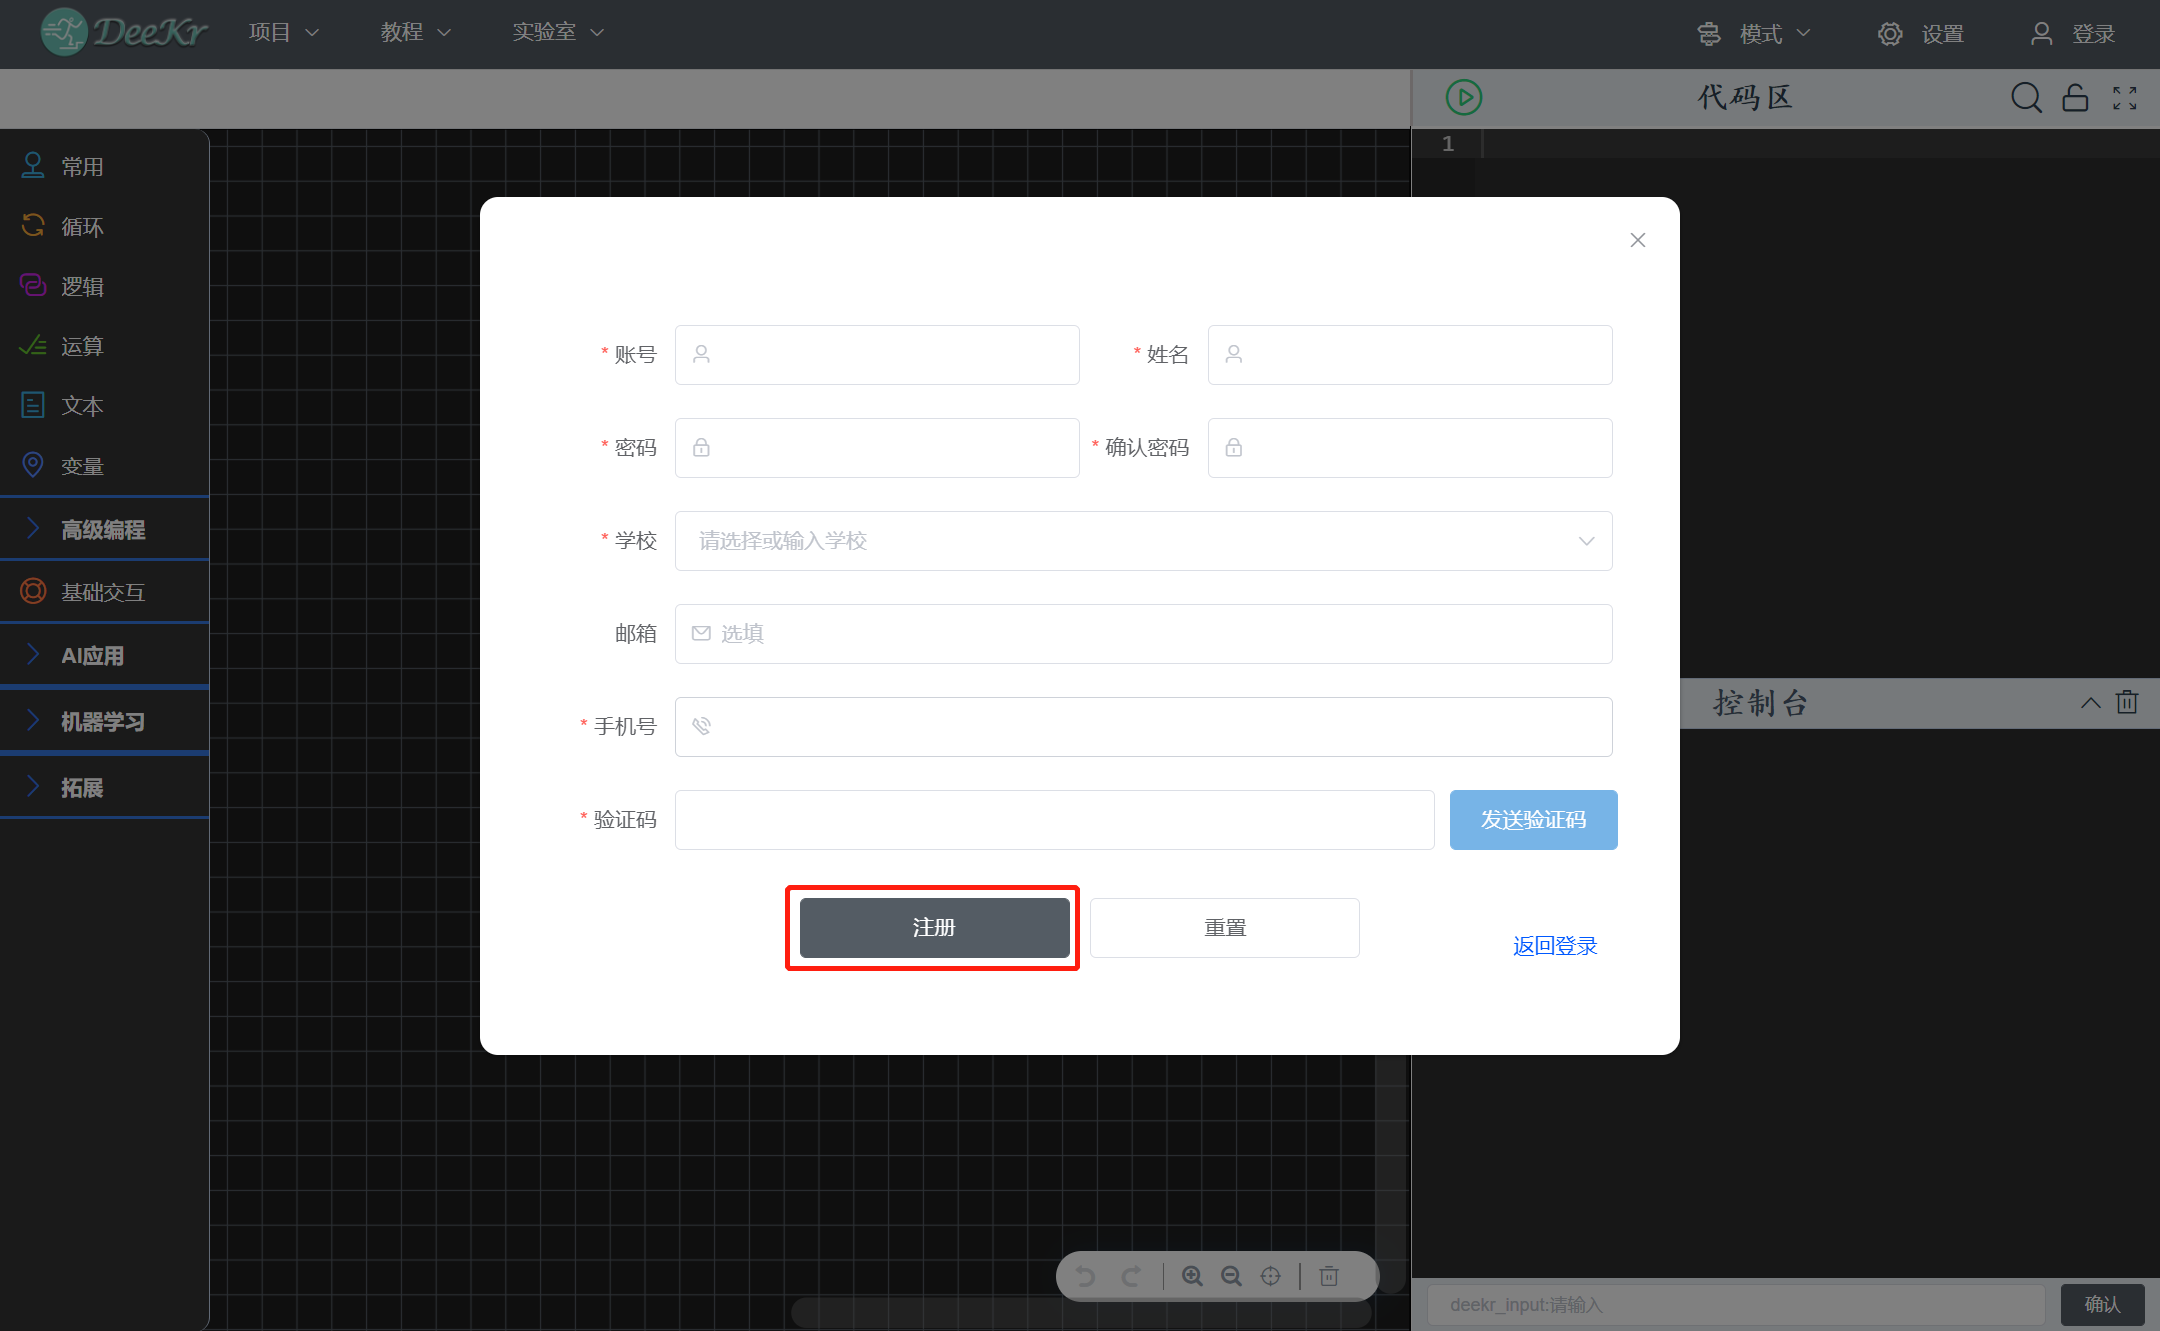 DeeKr 项目 教程 实验室 模式 设置 登录
代码区
1
常用
循环
逻辑
运算
文本
变量
高级编程
基础交互
AI应用
机器学习
拓展
* 账号
* 姓名
* 密码
* 确认密码
* 学校 请选择或输入学校
邮箱 选填
* 手机号
* 验证码 发送验证码
注册 重置 返回登录
控制台
deekr_input:请输入 确认